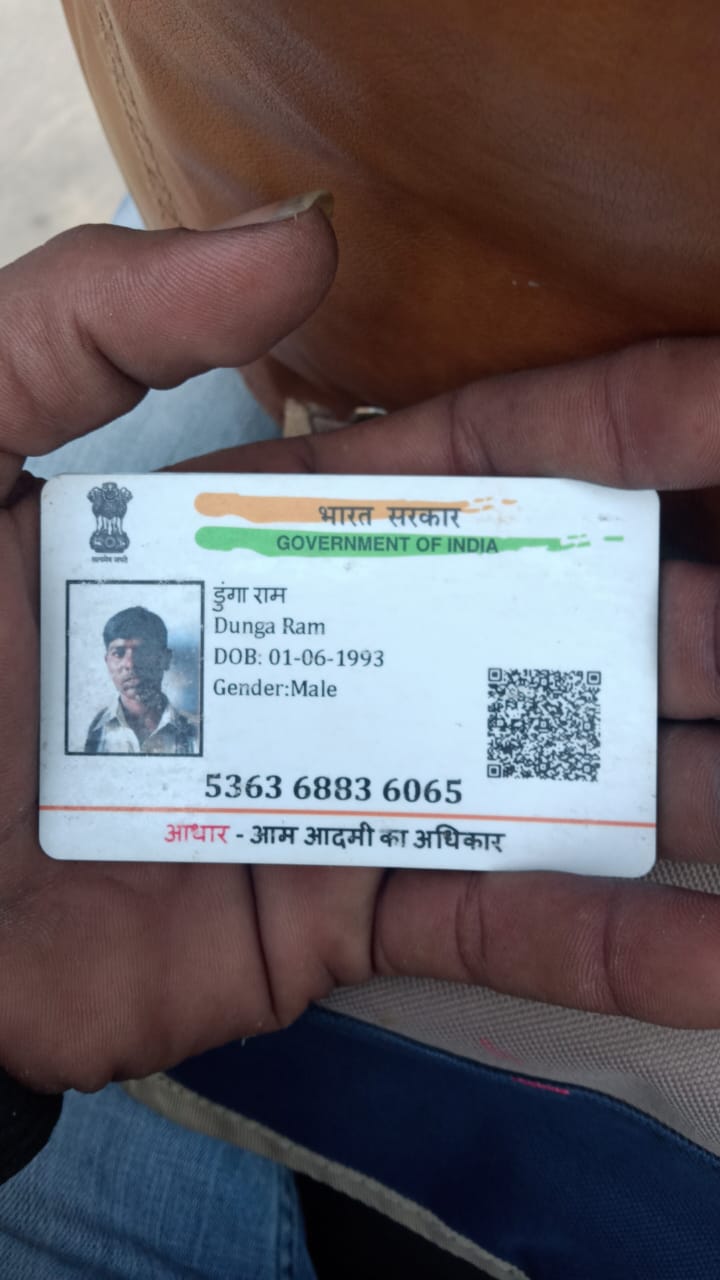 भारत सरकार
GOVERNMENT OF INDIA
सत्यमेव जयते
डुंगा राम
Dunga Ram
DOB: 01-06-1993
Gender:Male
5363 6883 6065
आधार - आम आदमी का अधिकार